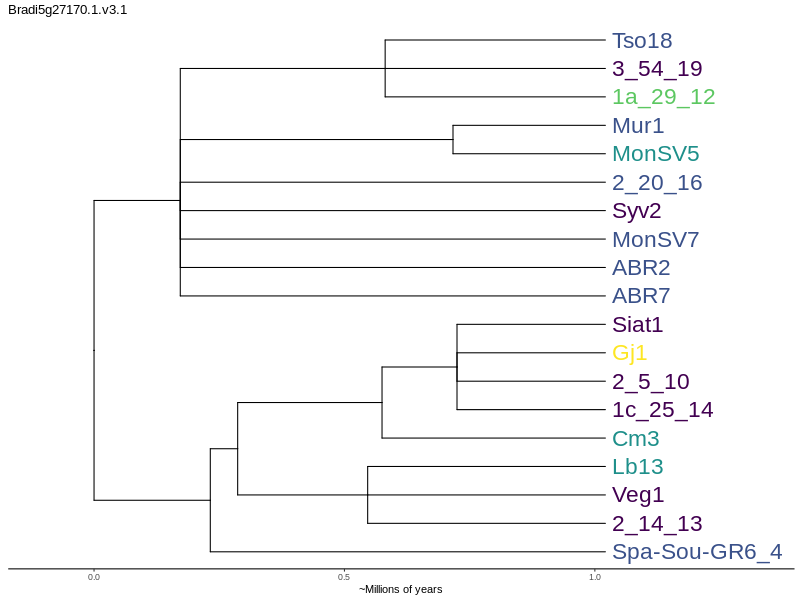 Bradi5g27170.1.v3.1
Tso18
3_54_19
1a_29_12
Mur1
MonSV5
2_20_16
Syv2
MonSV7
ABR2
ABR7
Siat1
Gj1
2_5_10
1c_25_14
Cm3
Lb13
Veg1
2_14_13
Spa-Sou-GR6_4
0.0 0.5 1.0
~Millions of years